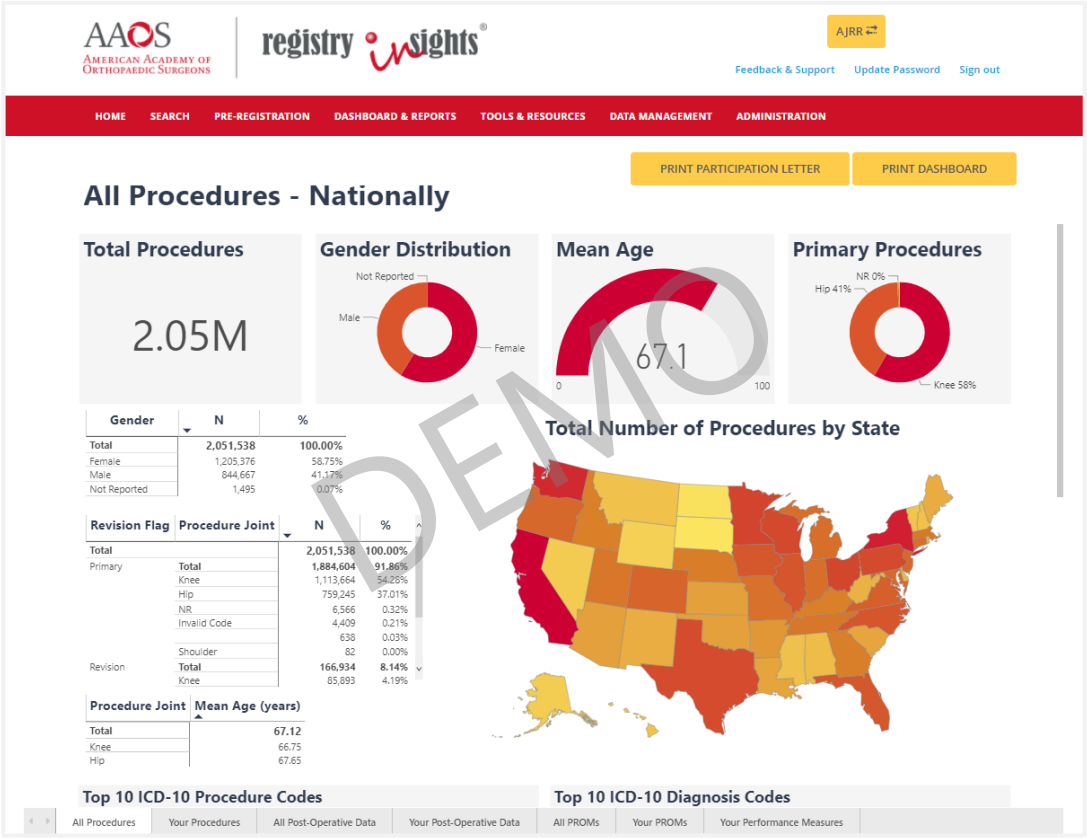 AAOS
AMERICAN ACADEMY OF
ORTHOPAEDIC SURGEONS
registry insights®
AJRR
Feedback & Support Update Password Sign out
HOME SEARCH PRE-REGISTRATION DASHBOARD & REPORTS TOOLS & RESOURCES DATA MANAGEMENT ADMINISTRATION
PRINT PARTICIPATION LETTER PRINT DASHBOARD
All Procedures - Nationally
Total Procedures
2.05M
Gender Distribution
Not Reported
Male
Female
Mean Age
67.1
0 100
Primary Procedures
NR 0%
Hip 41%
Knee 58%
DEMO
Gender N %
Total 2,051,538 100.00%
Female 1,205,376 58.75%
Male 844,667 41.17%
Not Reported 1,495 0.07%
Total Number of Procedures by State
Revision Flag Procedure Joint N %
Total 2,051,538 100.00%
Primary Total 1,884,604 91.86%
Knee 1,113,664 54.28%
Hip 759,245 37.01%
NR 6,566 0.32%
Invalid Code 4,409 0.21%
638 0.03%
Shoulder 82 0.00%
Revision Total 166,934 8.14%
Knee 85,893 4.19%
Procedure Joint Mean Age (years)
Total 67.12
Knee 66.75
Hip 67.65
Top 10 ICD-10 Procedure Codes
Top 10 ICD-10 Diagnosis Codes
All Procedures Your Procedures All Post-Operative Data Your Post-Operative Data All PROMs Your PROMs Your Performance Measures